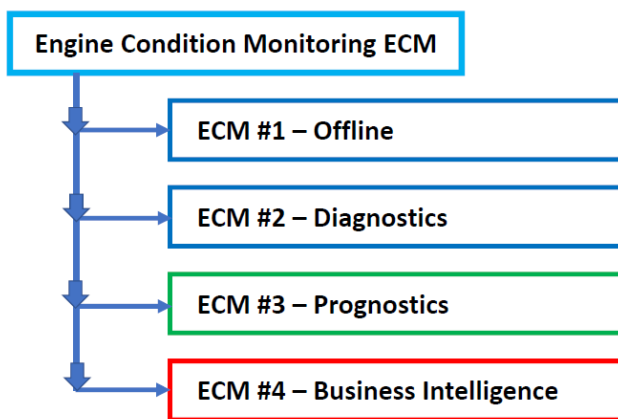 Engine Condition Monitoring ECM
ECM #1 – Offline
ECM #2 – Diagnostics
ECM #3 – Prognostics
ECM #4 – Business Intelligence